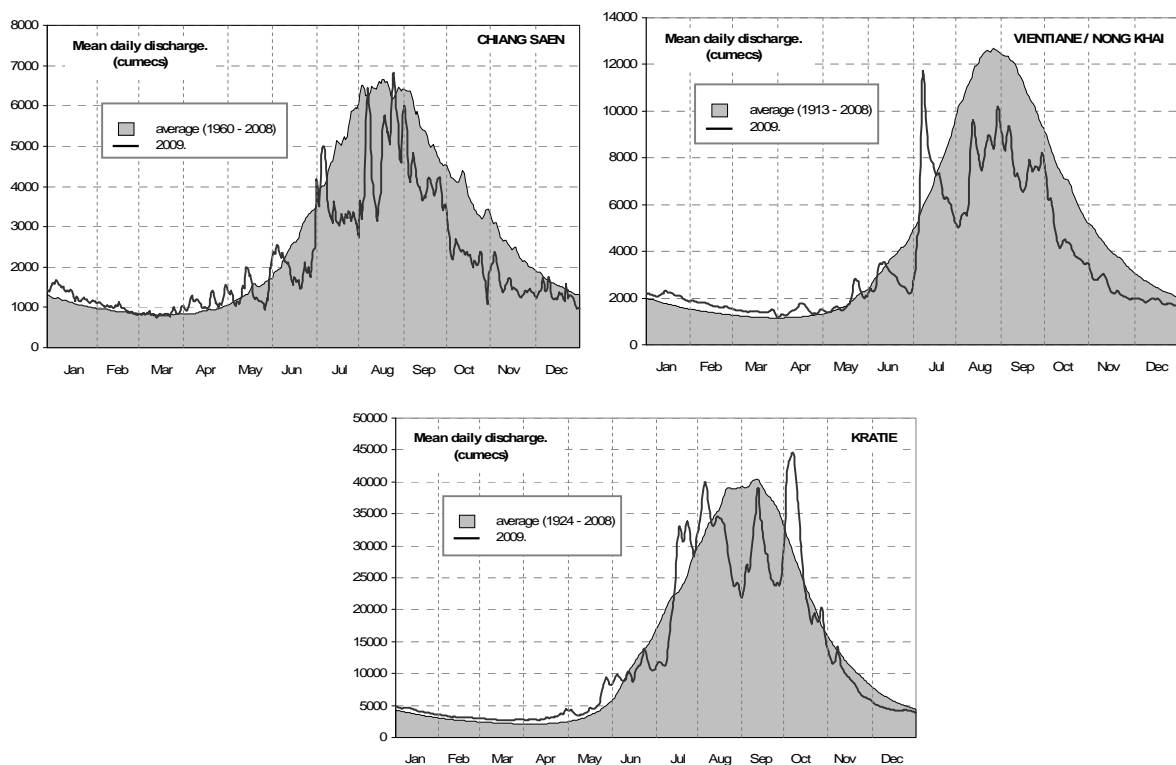 CHIANG SAEN
Mean daily discharge.
(cumecs)
average (1960 - 2008)
2009.
8000
7000
6000
5000
4000
3000
2000
1000
0
Jan Feb Mar Apr May Jun Jul Aug Sep Oct Nov Dec
VIENTIANE / NONG KHAI
Mean daily discharge.
(cumecs)
average (1913 - 2008)
2009.
14000
12000
10000
8000
6000
4000
2000
0
Jan Feb Mar Apr May Jun Jul Aug Sep Oct Nov Dec
KRATIE
Mean daily discharge.
(cumecs)
average (1924 - 2008)
2009.
50000
45000
40000
35000
30000
25000
20000
15000
10000
5000
0
Jan Feb Mar Apr May Jun Jul Aug Sep Oct Nov Dec